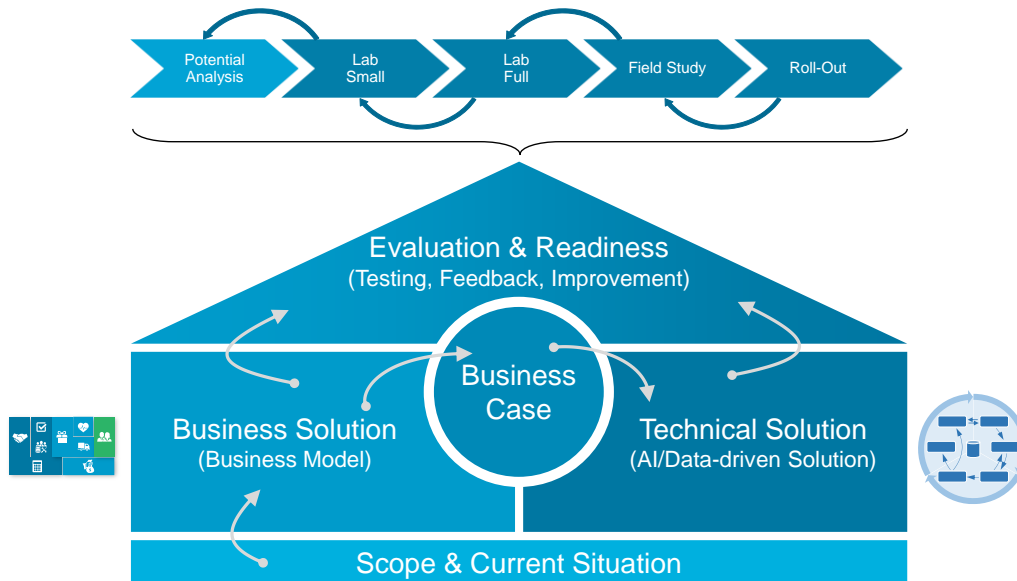 Potential
Analysis
Lab
Small
Lab
Full
Field Study
Roll-Out
Evaluation & Readiness
(Testing, Feedback, Improvement)
Business
Case
Business Solution
(Business Model)
Technical Solution
(AI/Data-driven Solution)
Scope & Current Situation